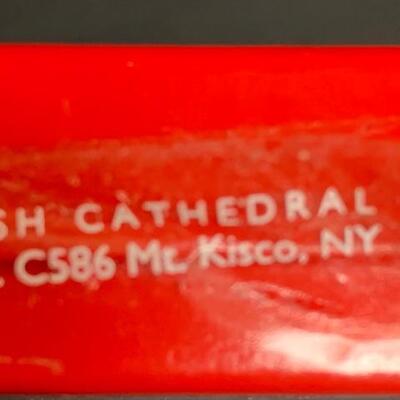 SH CATHEDRAL
C586 Mt. Kisco, NY